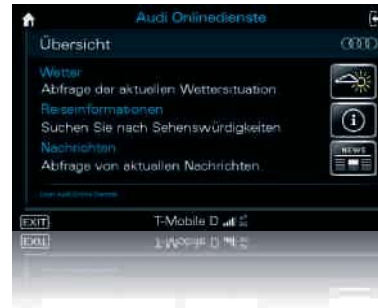 Audi Onlinedienste
Übersicht
Wetter
Abfrage der aktuellen Wettersituation
Reiseinformationen
Suchen Sie nach Sehenswürdigkeiten
Nachrichten
NEWS
Abfrage von aktuellen Nachrichten.
EXIT
T-Mobile D